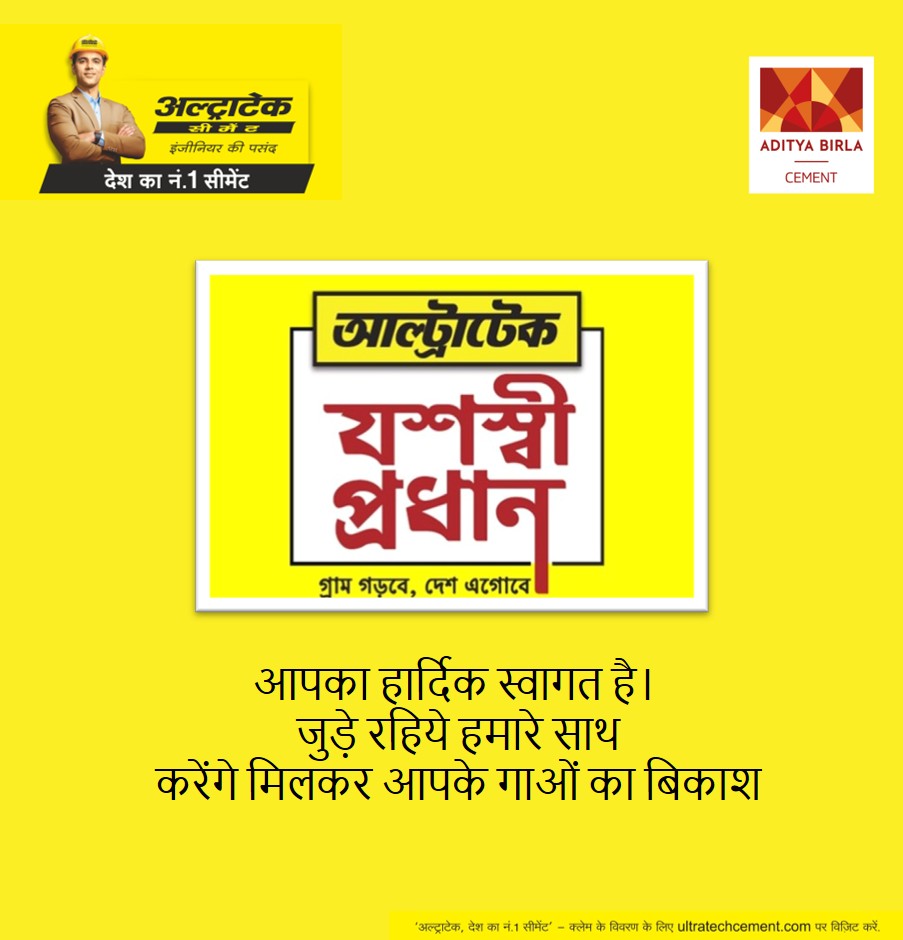 अल्ट्राटेक
सीमेंट
इंजीनियर की पसंद
देश का नं.1 सीमेंट
ADITYA BIRLA
CEMENT
আল্ট্রাটেক
যশস্বী
প্রধান
গ্রাম গড়বে, দেশ এগোবে
आपका हार्दिक स्वागत है।
जुड़े रहिये हमारे साथ
करेंगे मिलकर आपके गाओं का बिकाश
'अल्ट्राटेक, देश का नं.1 सीमेंट' – क्लेम के विवरण के लिए ultratechcement.com पर विज़िट करें.